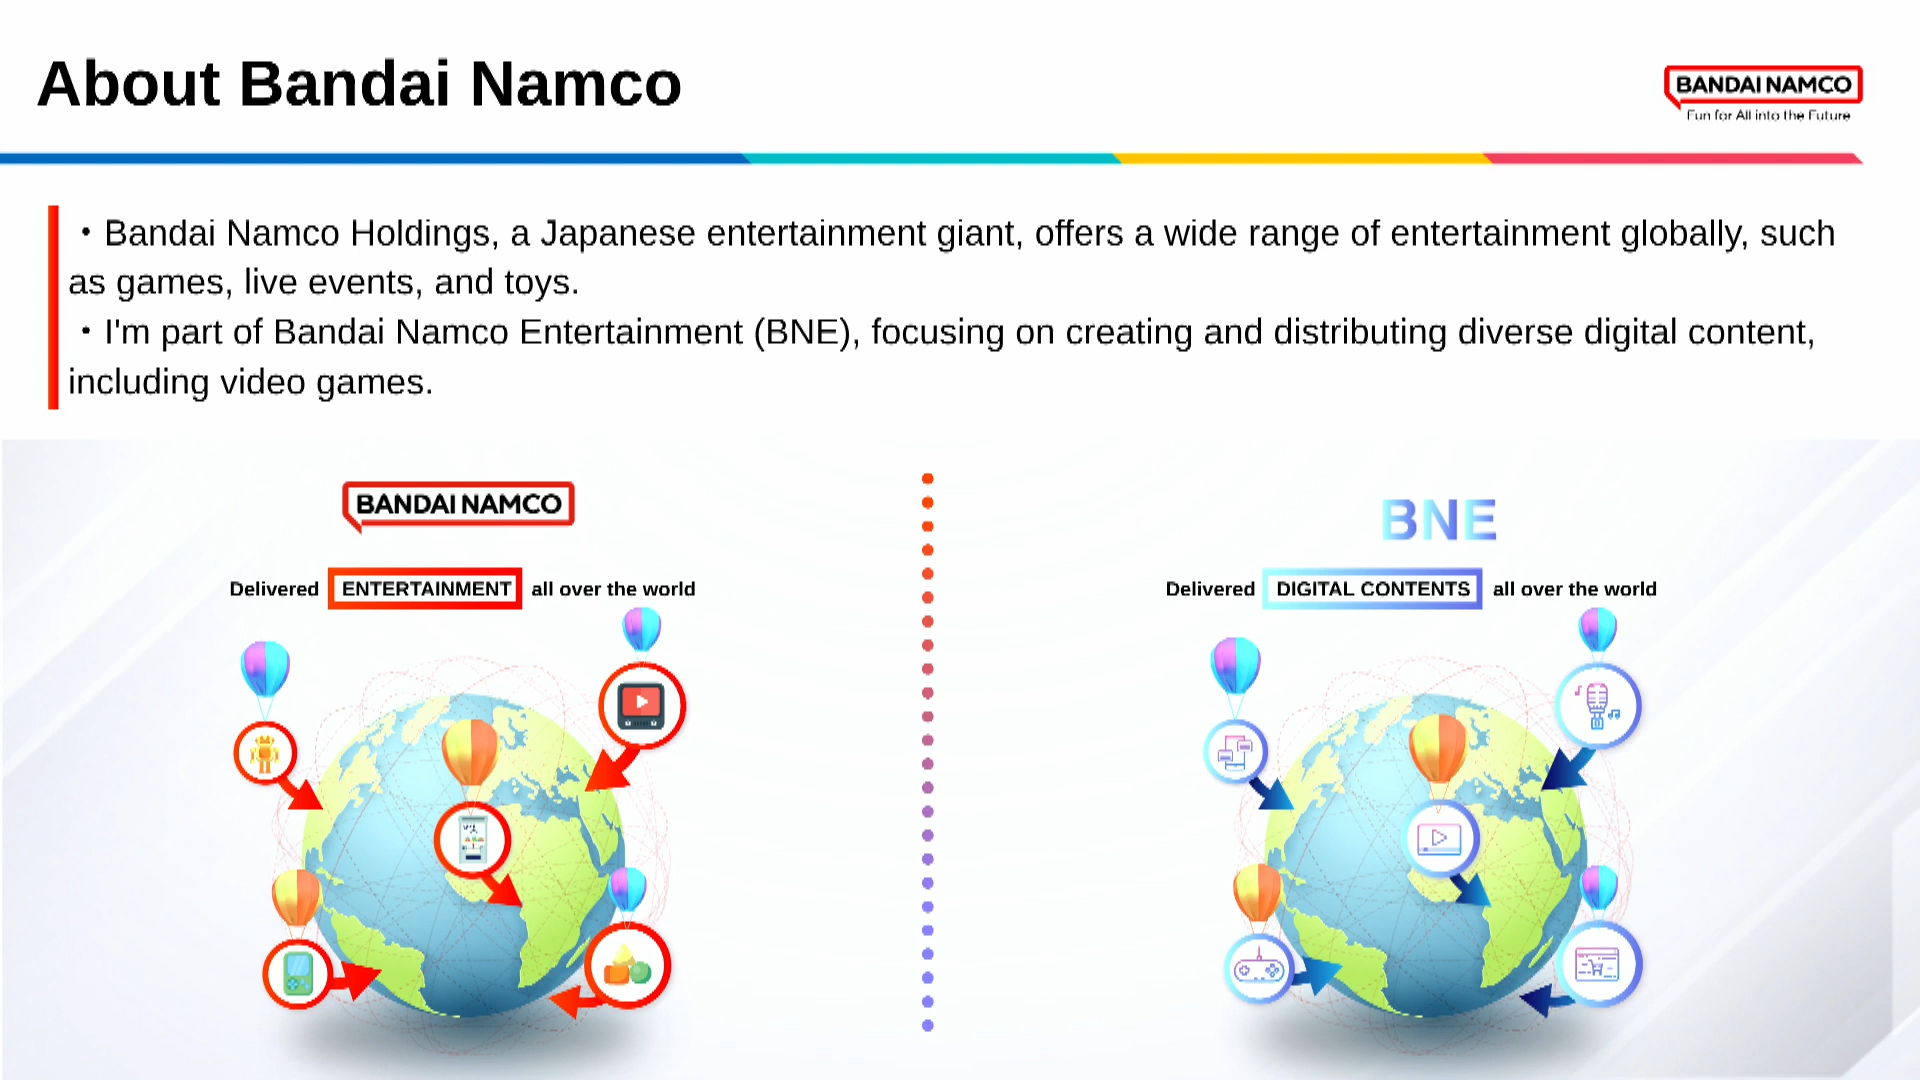 About Bandai Namco
BANDAI NAMCO
Fun for All into the Future
・Bandai Namco Holdings, a Japanese entertainment giant, offers a wide range of entertainment globally, such
as games, live events, and toys.
・I'm part of Bandai Namco Entertainment (BNE), focusing on creating and distributing diverse digital content,
including video games.
BANDAI NAMCO
Delivered ENTERTAINMENT all over the world
BNE
Delivered DIGITAL CONTENTS all over the world